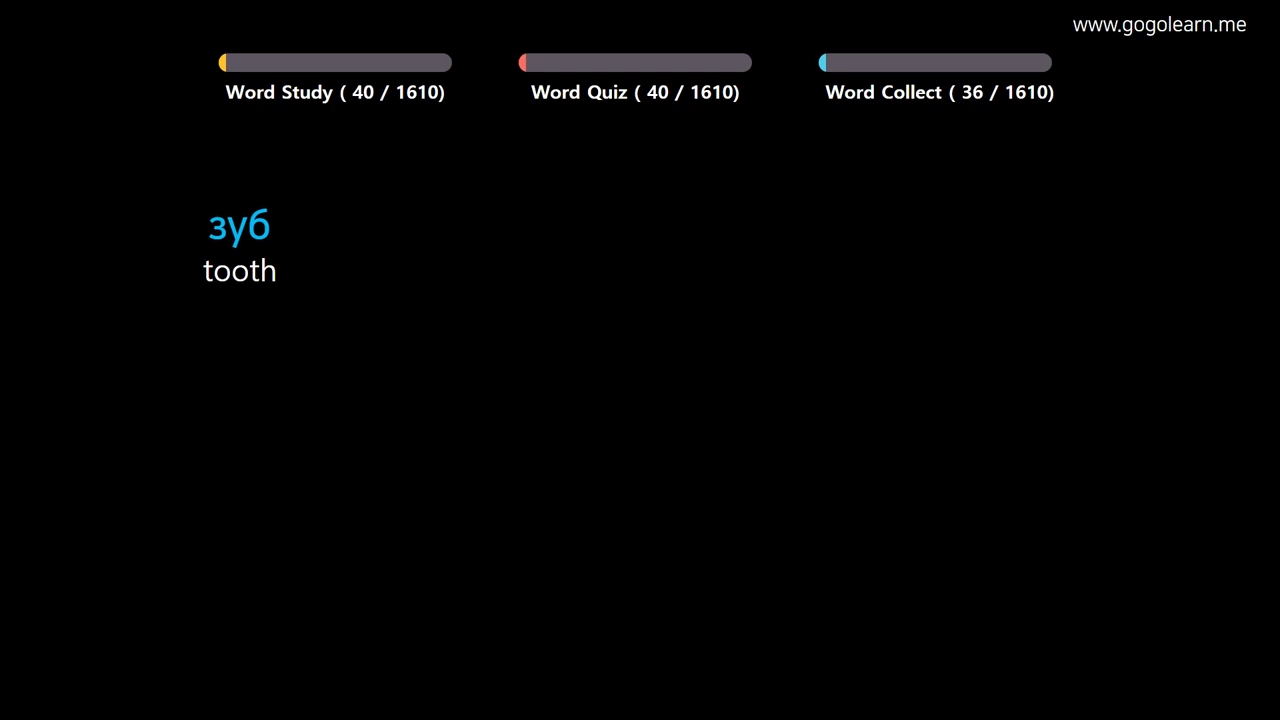 www.gogolearn.me
Word Study ( 40 / 1610)
Word Quiz ( 40 / 1610)
Word Collect ( 36 / 1610)
зуб
tooth